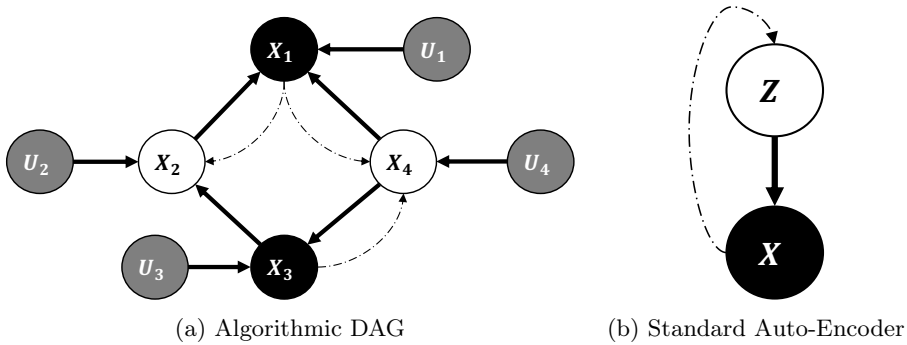 X₁
U₁
Z
U₂
X₂
X₄
U₄
U₃
X₃
X
(a) Algorithmic DAG
(b) Standard Auto-Encoder